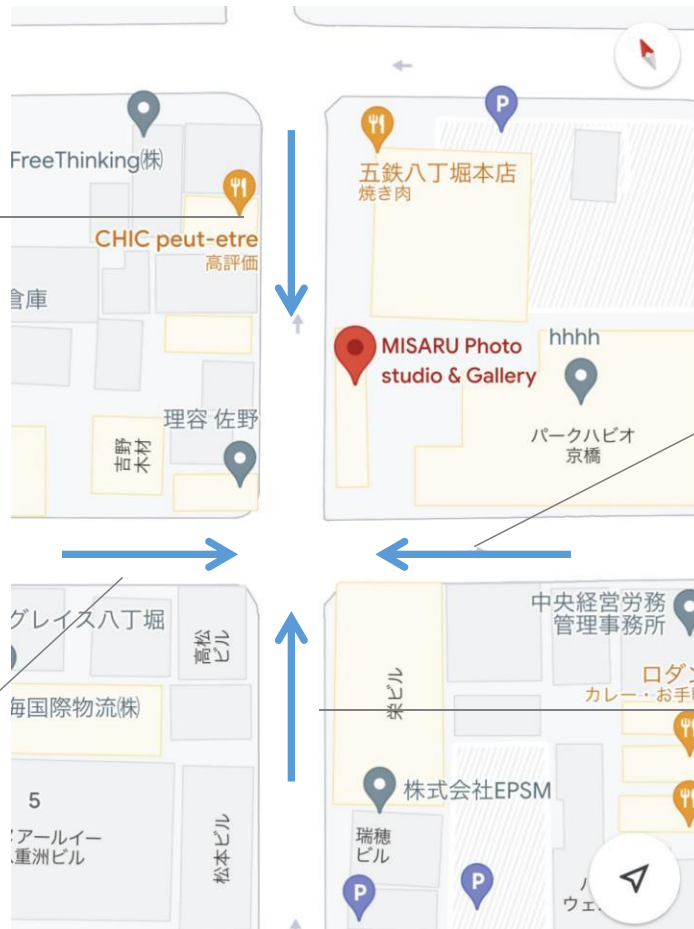 P
FreeThinking㈱
五鉄八丁堀本店
焼き肉
CHIC peut-etre
高評価
倉庫
MISARU Photo
studio & Gallery
hhhh
理容 佐野
吉野
木材
パークハビオ
京橋
グレイス八丁堀
高松
ビル
中央経営労務
管理事務所
栄ビル
ロダン
カレー・お手
海国際物流㈱
株式会社EPSM
5
アールイー
重洲ビル
松本ビル
瑞穂
ビル
P
P
ウェ